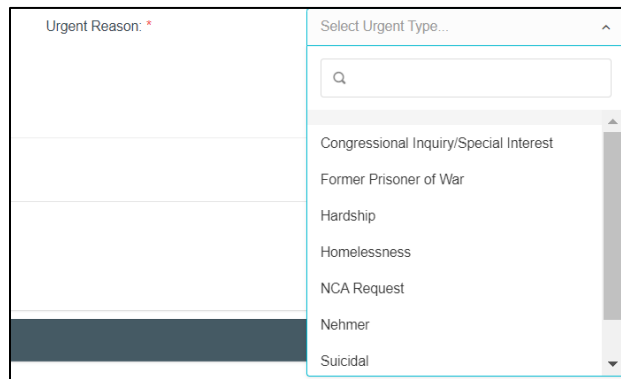 Urgent Reason: * Select Urgent Type...
Congressional Inquiry/Special Interest
Former Prisoner of War
Hardship
Homelessness
NCA Request
Nehmer
Suicidal